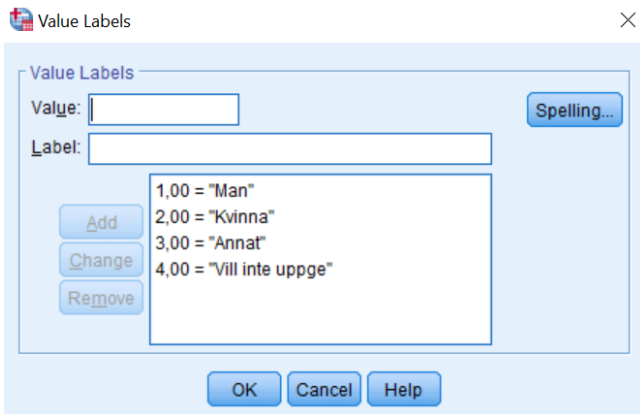 Value Labels
Value Labels
Value:
Spelling...
Label:
1,00 = "Man"
Add
2,00 = "Kvinna"
3,00 = "Annat"
Change
4,00 = "Vill inte uppge"
Remove
OK Cancel Help